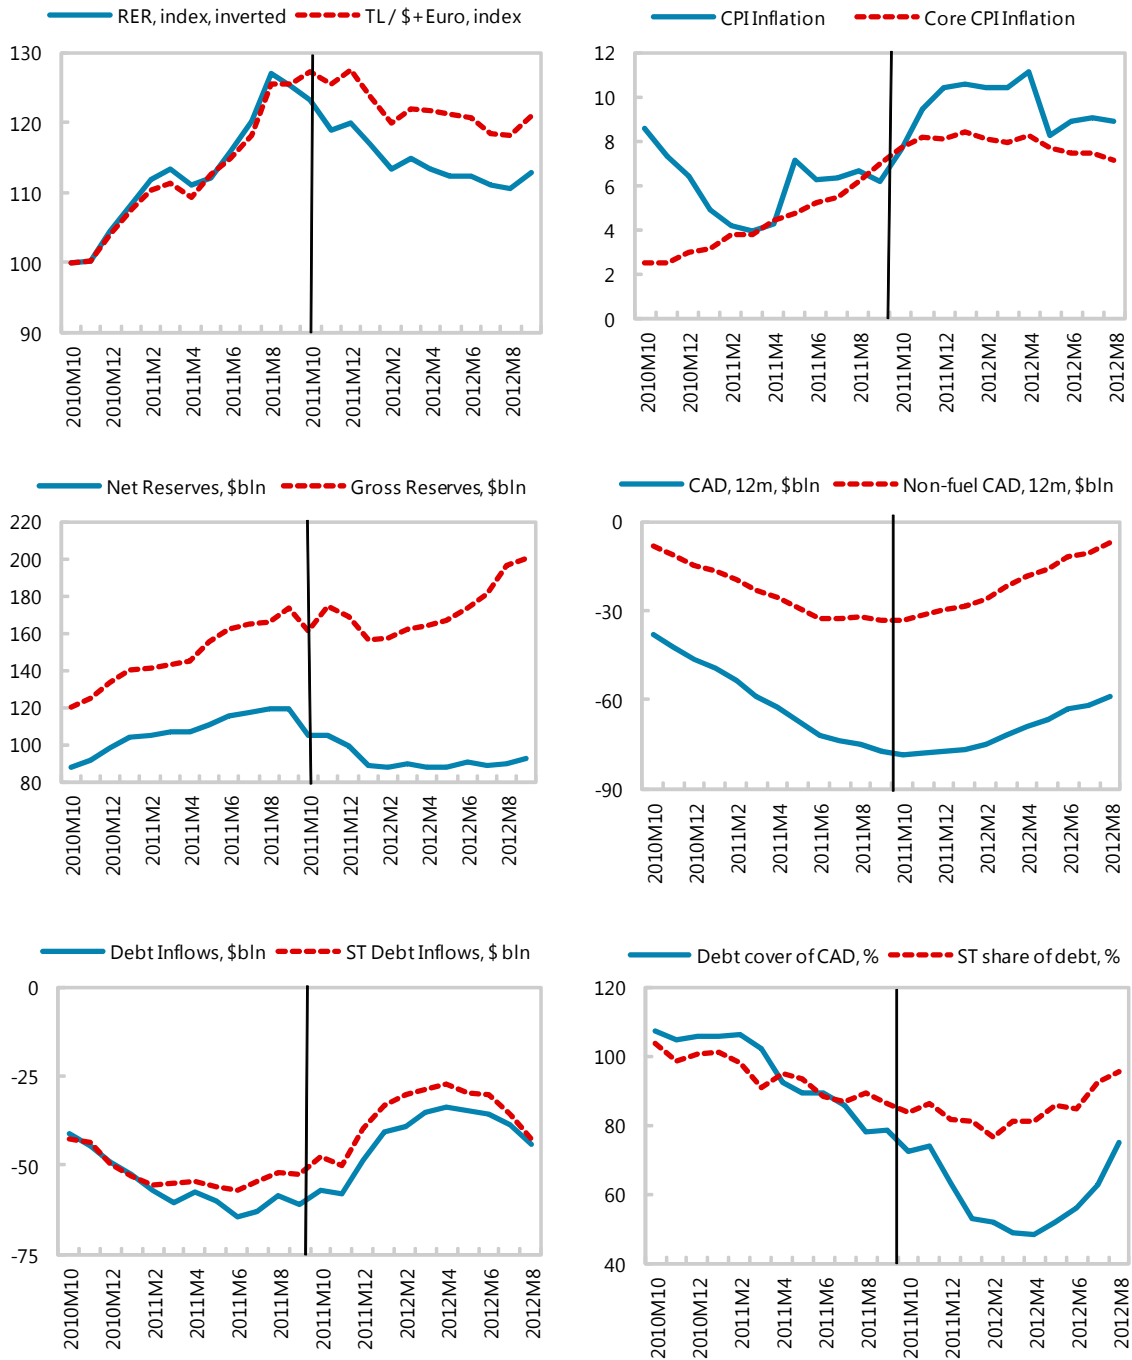 RER, index, inverted TL / $+Euro, index
130
120
110
100
90
2010M10 2010M12 2011M2 2011M4 2011M6 2011M8 2011M10 2011M12 2012M2 2012M4 2012M6 2012M8
CPI Inflation Core CPI Inflation
12
10
8
6
4
2
0
2010M10 2010M12 2011M2 2011M4 2011M6 2011M8 2011M10 2011M12 2012M2 2012M4 2012M6 2012M8
Net Reserves, $bln Gross Reserves, $bln
220
200
180
160
140
120
100
80
2010M10 2010M12 2011M2 2011M4 2011M6 2011M8 2011M10 2011M12 2012M2 2012M4 2012M6 2012M8
CAD, 12m, $bln Non-fuel CAD, 12m, $bln
0
-30
-60
-90
2010M10 2010M12 2011M2 2011M4 2011M6 2011M8 2011M10 2011M12 2012M2 2012M4 2012M6 2012M8
Debt Inflows, $bln ST Debt Inflows, $ bln
0
-25
-50
-75
2010M10 2010M12 2011M2 2011M4 2011M6 2011M8 2011M10 2011M12 2012M2 2012M4 2012M6 2012M8
Debt cover of CAD, % ST share of debt, %
120
100
80
60
40
2010M10 2010M12 2011M2 2011M4 2011M6 2011M8 2011M10 2011M12 2012M2 2012M4 2012M6 2012M8